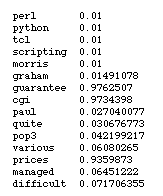 perl 0.01
python 0.01
tcl 0.01
scripting 0.01
morris 0.01
graham 0.01491078
guarantee 0.9762507
cgi 0.9734398
paul 0.027040077
quite 0.030676773
pop3 0.042199217
various 0.06080265
prices 0.9359873
managed 0.06451222
difficult 0.071706355